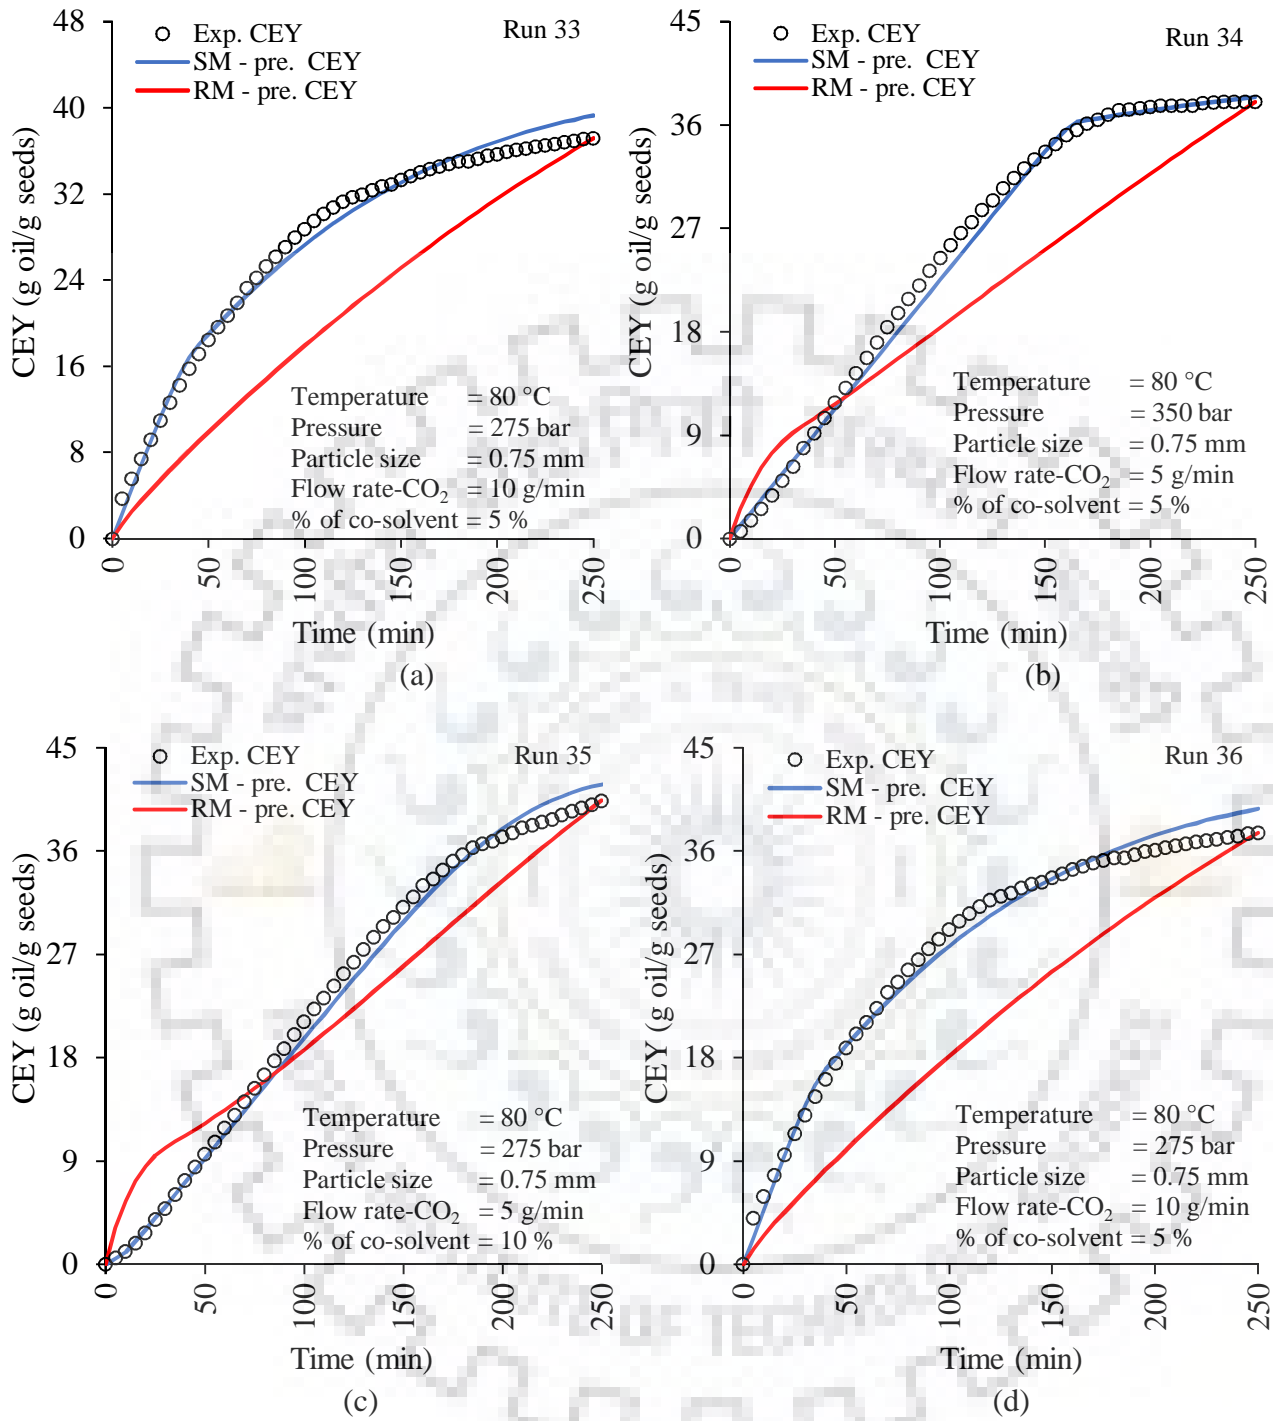 Run 33
Exp. CEY
SM - pre. CEY
RM - pre. CEY
CEY (g oil/g seeds)
48
40
32
24
16
8
0
Temperature = 80 °C
Pressure = 275 bar
Particle size = 0.75 mm
Flow rate-CO₂ = 10 g/min
% of co-solvent = 5 %
0 50 100 150 200 250
Time (min)
(a)
Run 34
Exp. CEY
SM - pre. CEY
RM - pre. CEY
CEY (g oil/g seeds)
45
36
27
18
9
0
Temperature = 80 °C
Pressure = 350 bar
Particle size = 0.75 mm
Flow rate-CO₂ = 5 g/min
% of co-solvent = 5 %
0 50 100 150 200 250
Time (min)
(b)
Run 35
Exp. CEY
SM - pre. CEY
RM - pre. CEY
CEY (g oil/g seeds)
45
36
27
18
9
0
Temperature = 80 °C
Pressure = 275 bar
Particle size = 0.75 mm
Flow rate-CO₂ = 5 g/min
% of co-solvent = 10 %
0 50 100 150 200 250
Time (min)
(c)
Run 36
Exp. CEY
SM - pre. CEY
RM - pre. CEY
CEY (g oil/g seeds)
45
36
27
18
9
0
Temperature = 80 °C
Pressure = 275 bar
Particle size = 0.75 mm
Flow rate-CO₂ = 10 g/min
% of co-solvent = 5 %
0 50 100 150 200 250
Time (min)
(d)